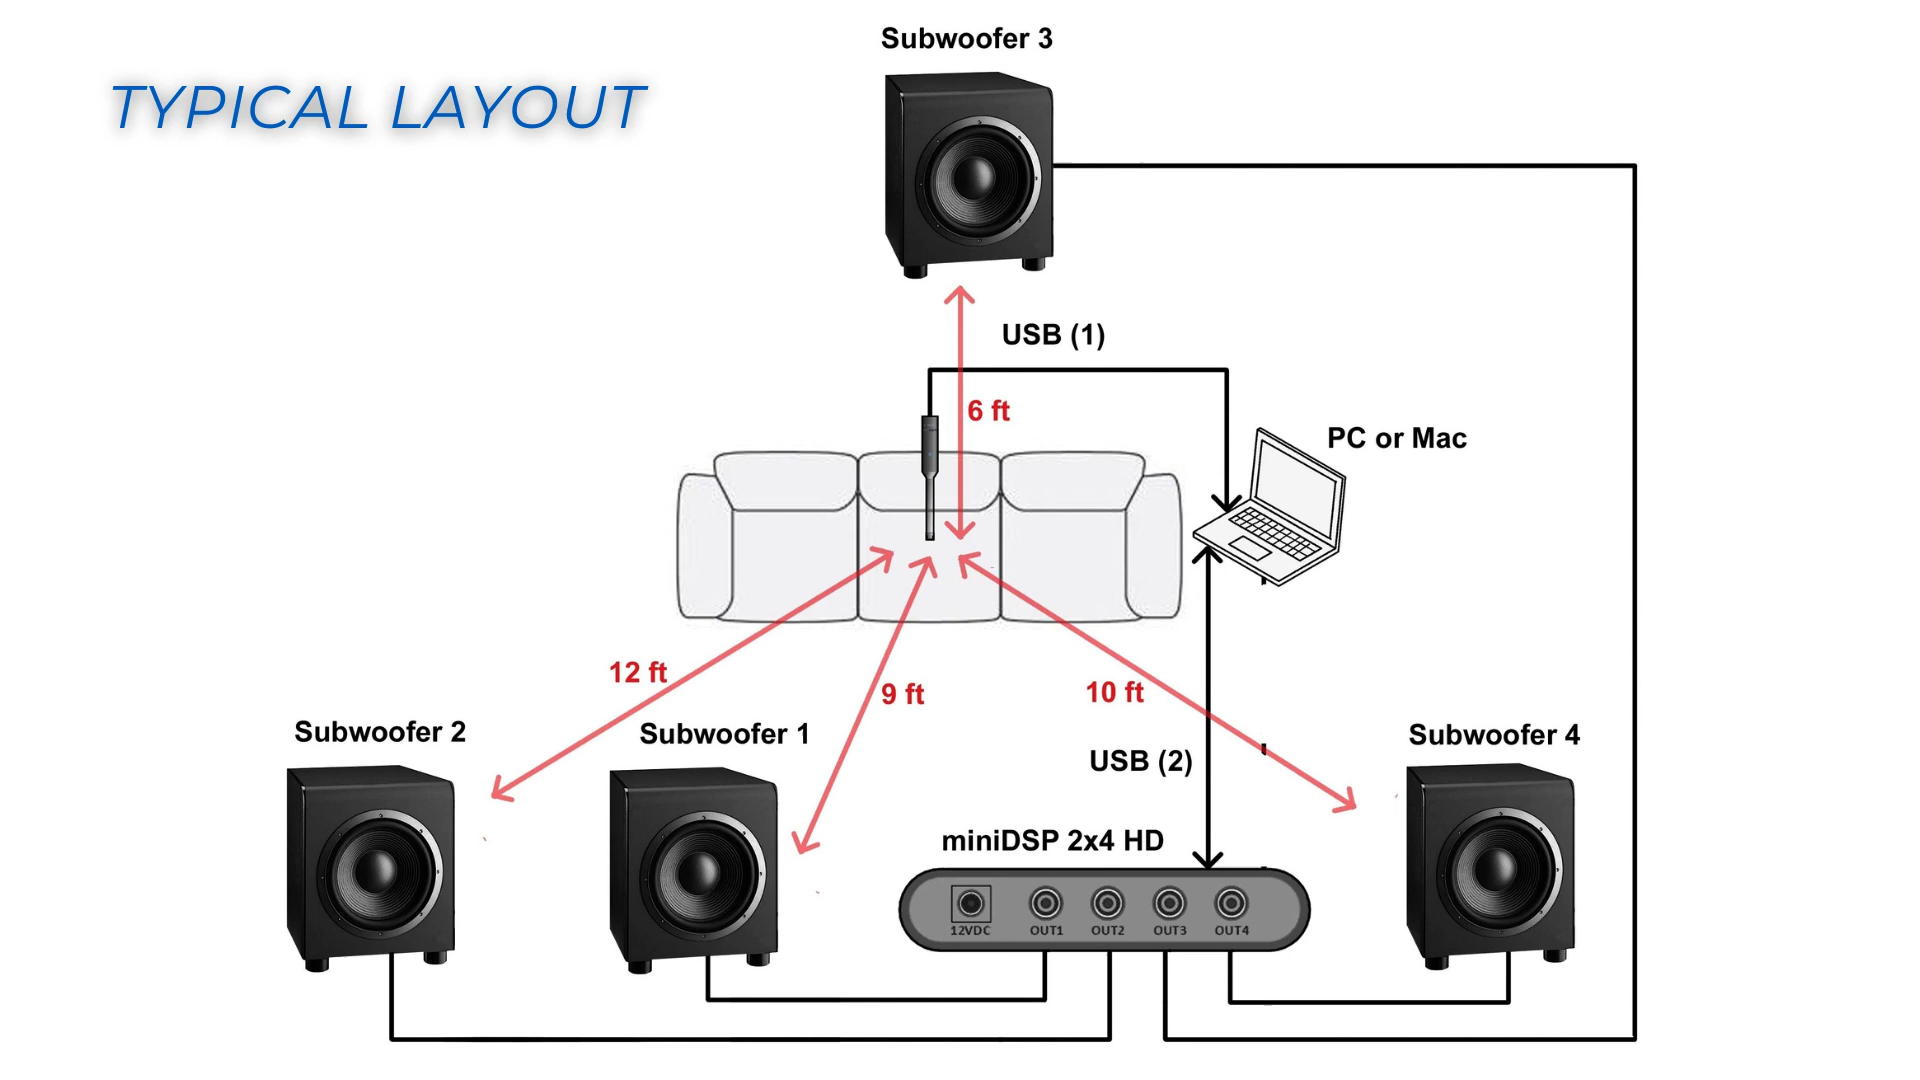 Subwoofer 3
TYPICAL LAYOUT
USB (1)
6 ft
PC or Mac
12 ft
9 ft
10 ft
Subwoofer 2
Subwoofer 1
Subwoofer 4
USB (2)
miniDSP 2x4 HD
12VDC OUT1 OUT2 OUT3 OUT4